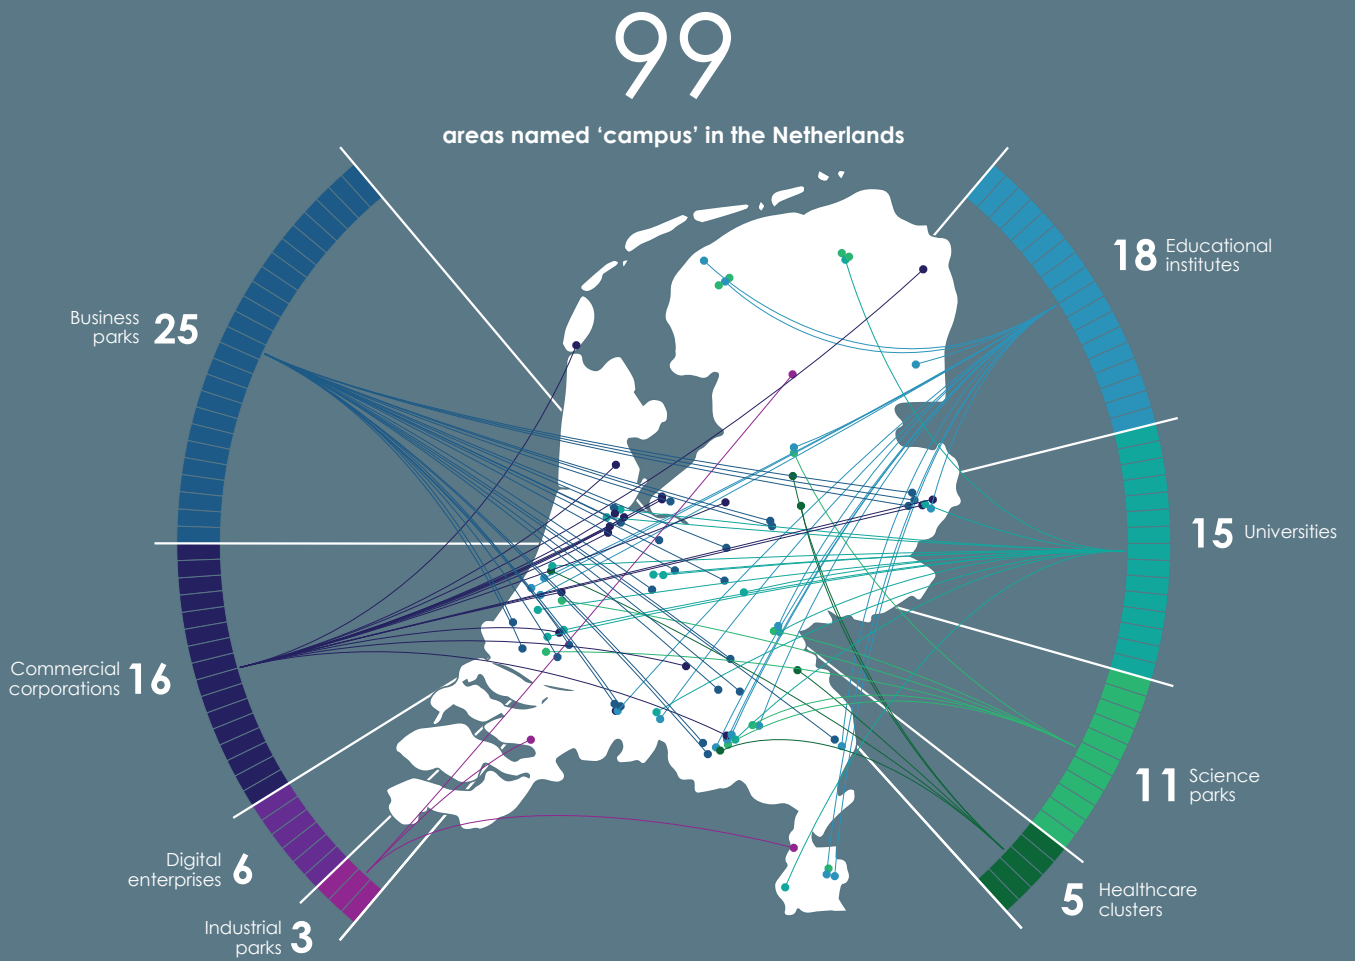 99
areas named ‘campus’ in the Netherlands
Business
parks 25
Commercial
corporations 16
Digital
enterprises 6
Industrial
parks 3
18 Educational
institutes
15 Universities
11 Science
parks
5 Healthcare
clusters